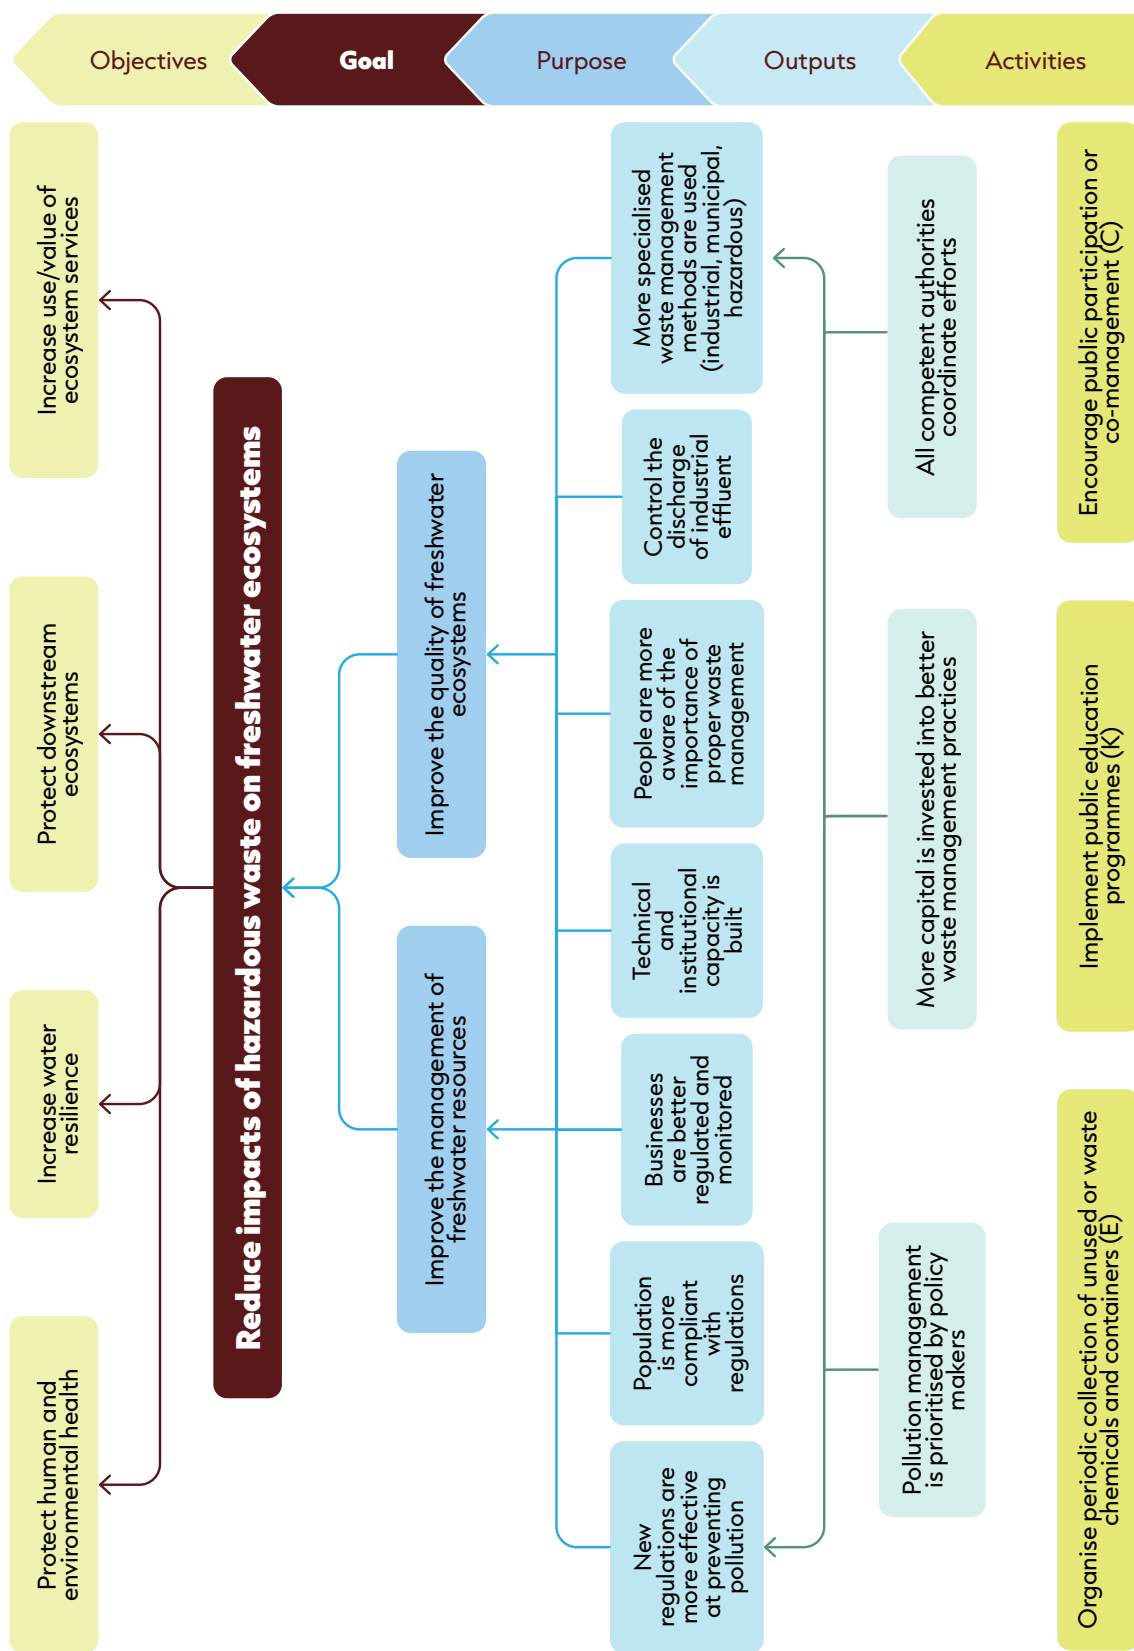 Objectives
Goal
Purpose
Outputs
Activities
Protect human and
environmental health
Increase water
resilience
Protect downstream
ecosystems
Increase use/value of
ecosystem services
Reduce impacts of hazardous waste on freshwater ecosystems
Improve the management of
freshwater resources
Improve the quality of freshwater
ecosystems
New
regulations are
more effective
at preventing
pollution
Population
is more
compliant
with
regulations
Businesses
are better
regulated and
monitored
Technical
and
institutional
capacity is
built
People are more
aware of the
importance of
proper waste
management
Control the
discharge
of industrial
effluent
More specialised
waste management
methods are used
(industrial, municipal,
hazardous)
Pollution management
is prioritised by policy
makers
More capital is invested into better
waste management practices
All competent authorities
coordinate efforts
Organise periodic collection of unused or waste
chemicals and containers (E)
Implement public education
programmes (K)
Encourage public participation or
co-management (C)